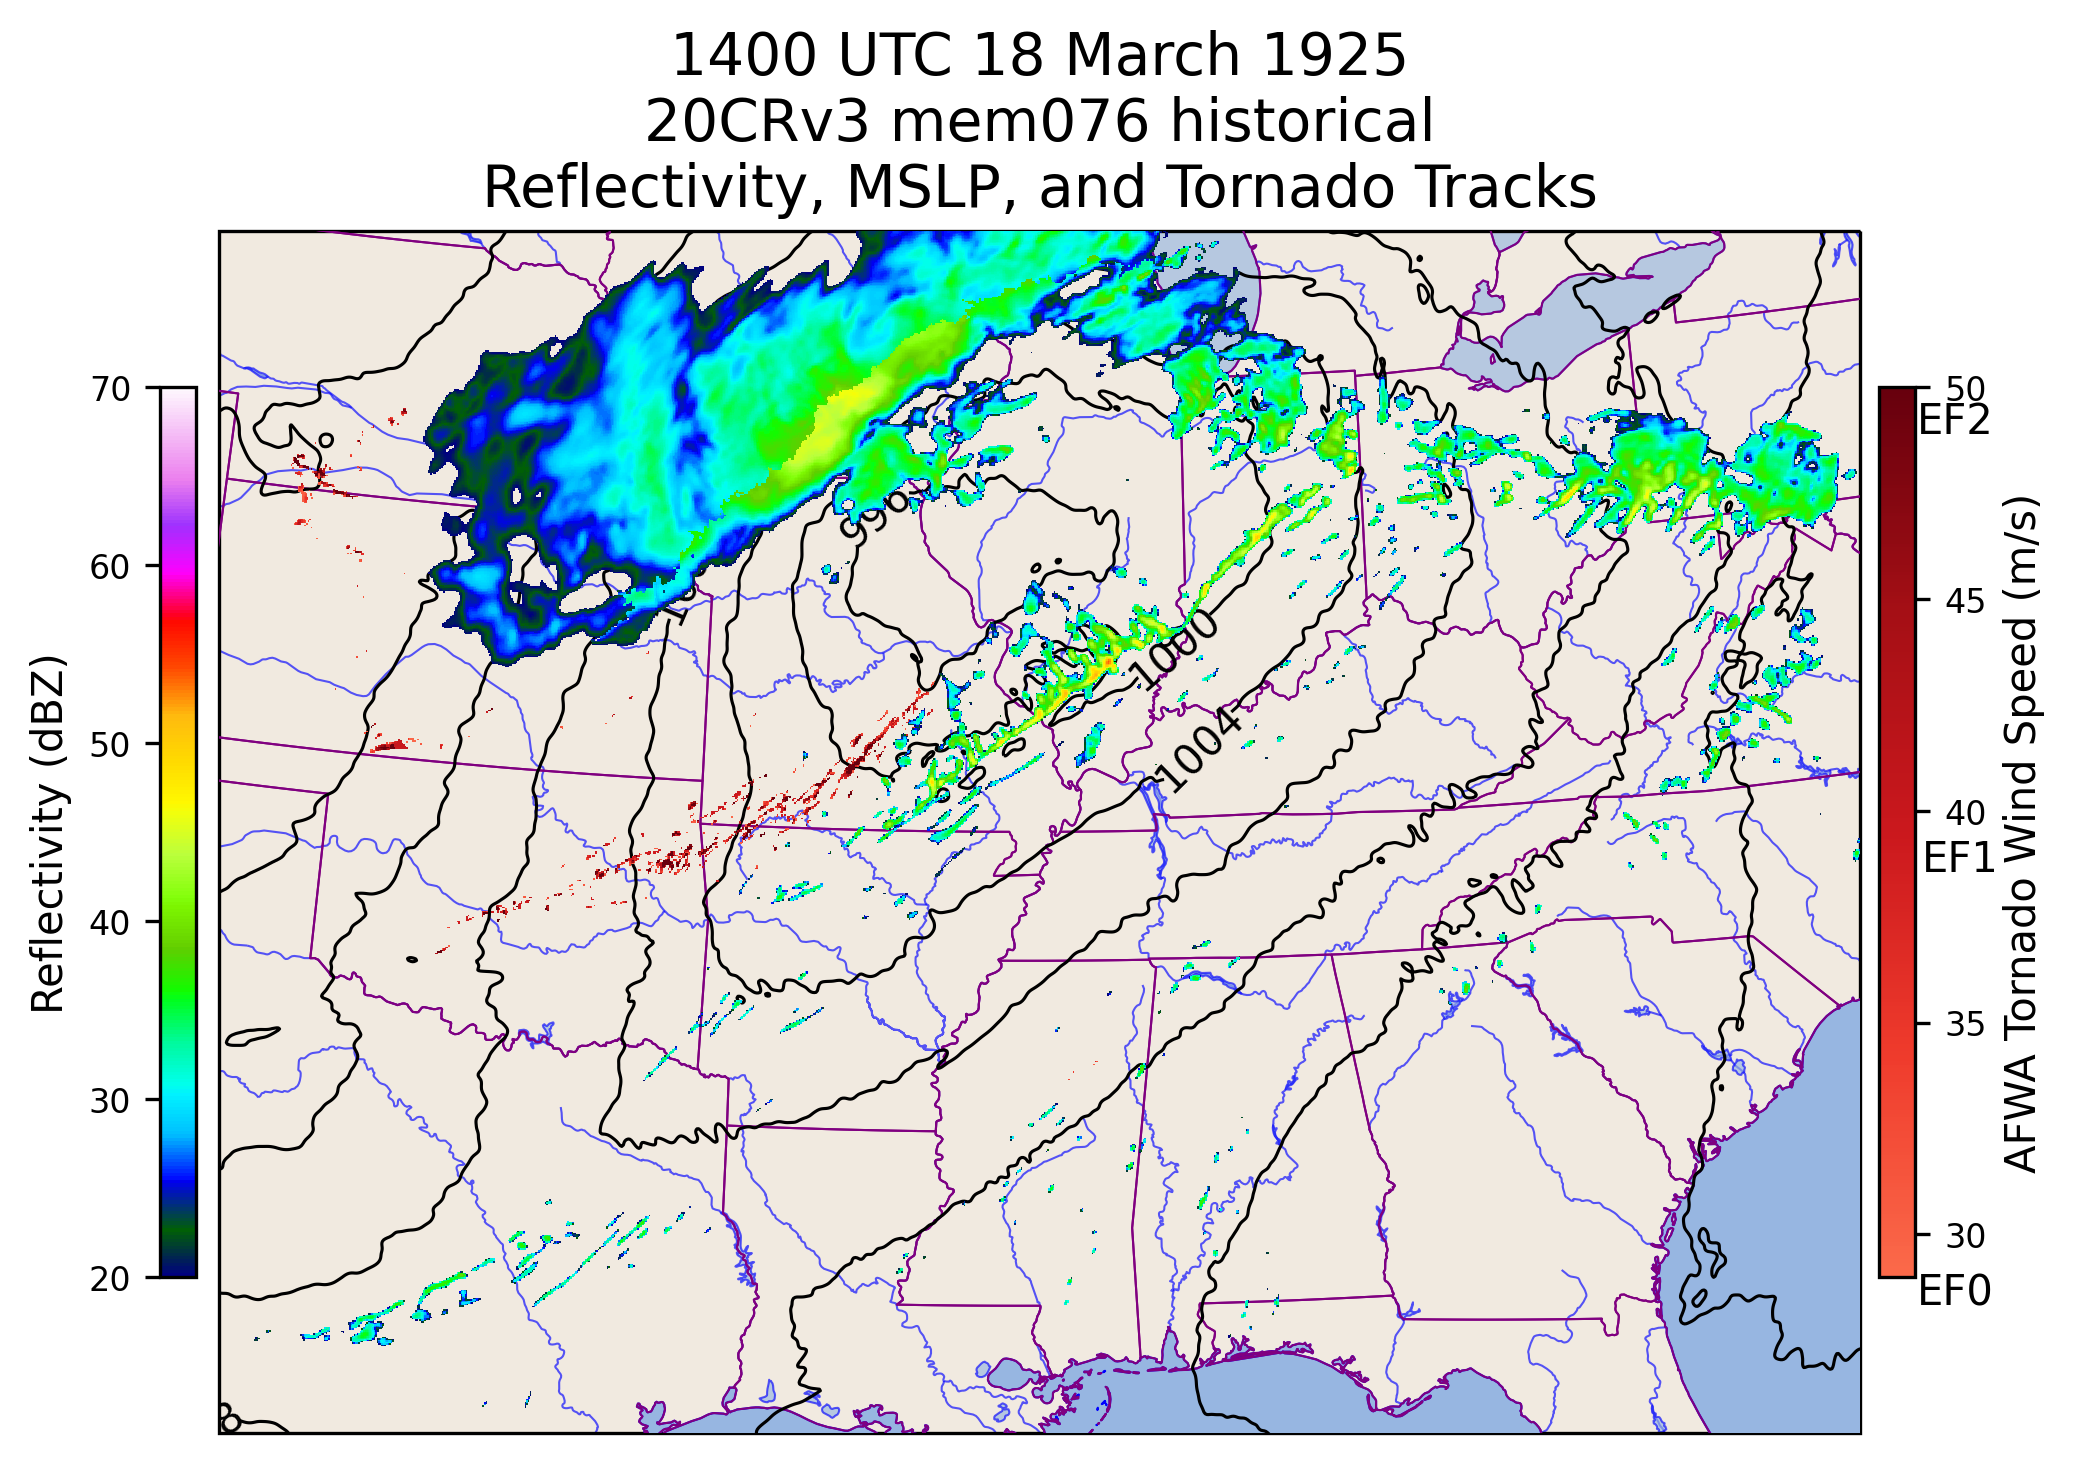 1400 UTC 18 March 1925
20CRv3 mem076 historical
Reflectivity, MSLP, and Tornado Tracks
Reflectivity (dBZ)
70
60
50
40
30
20
996
1000
1004
50
EF2
45
40
EF1
35
30
EF0
AFWA Tornado Wind Speed (m/s)